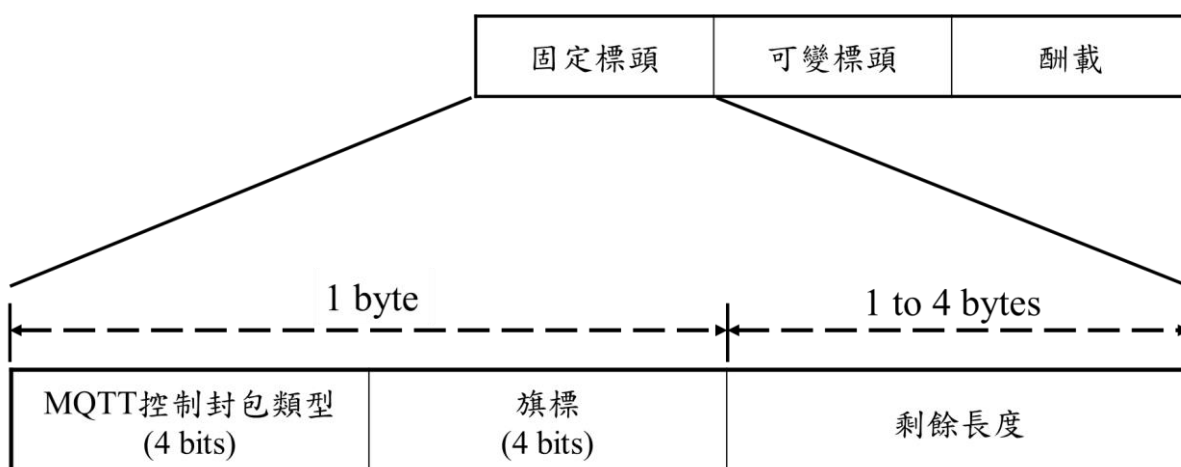 固定標頭
可變標頭
酬載
1 byte
1 to 4 bytes
MQTT控制封包類型
(4 bits)
旗標
(4 bits)
剩餘長度